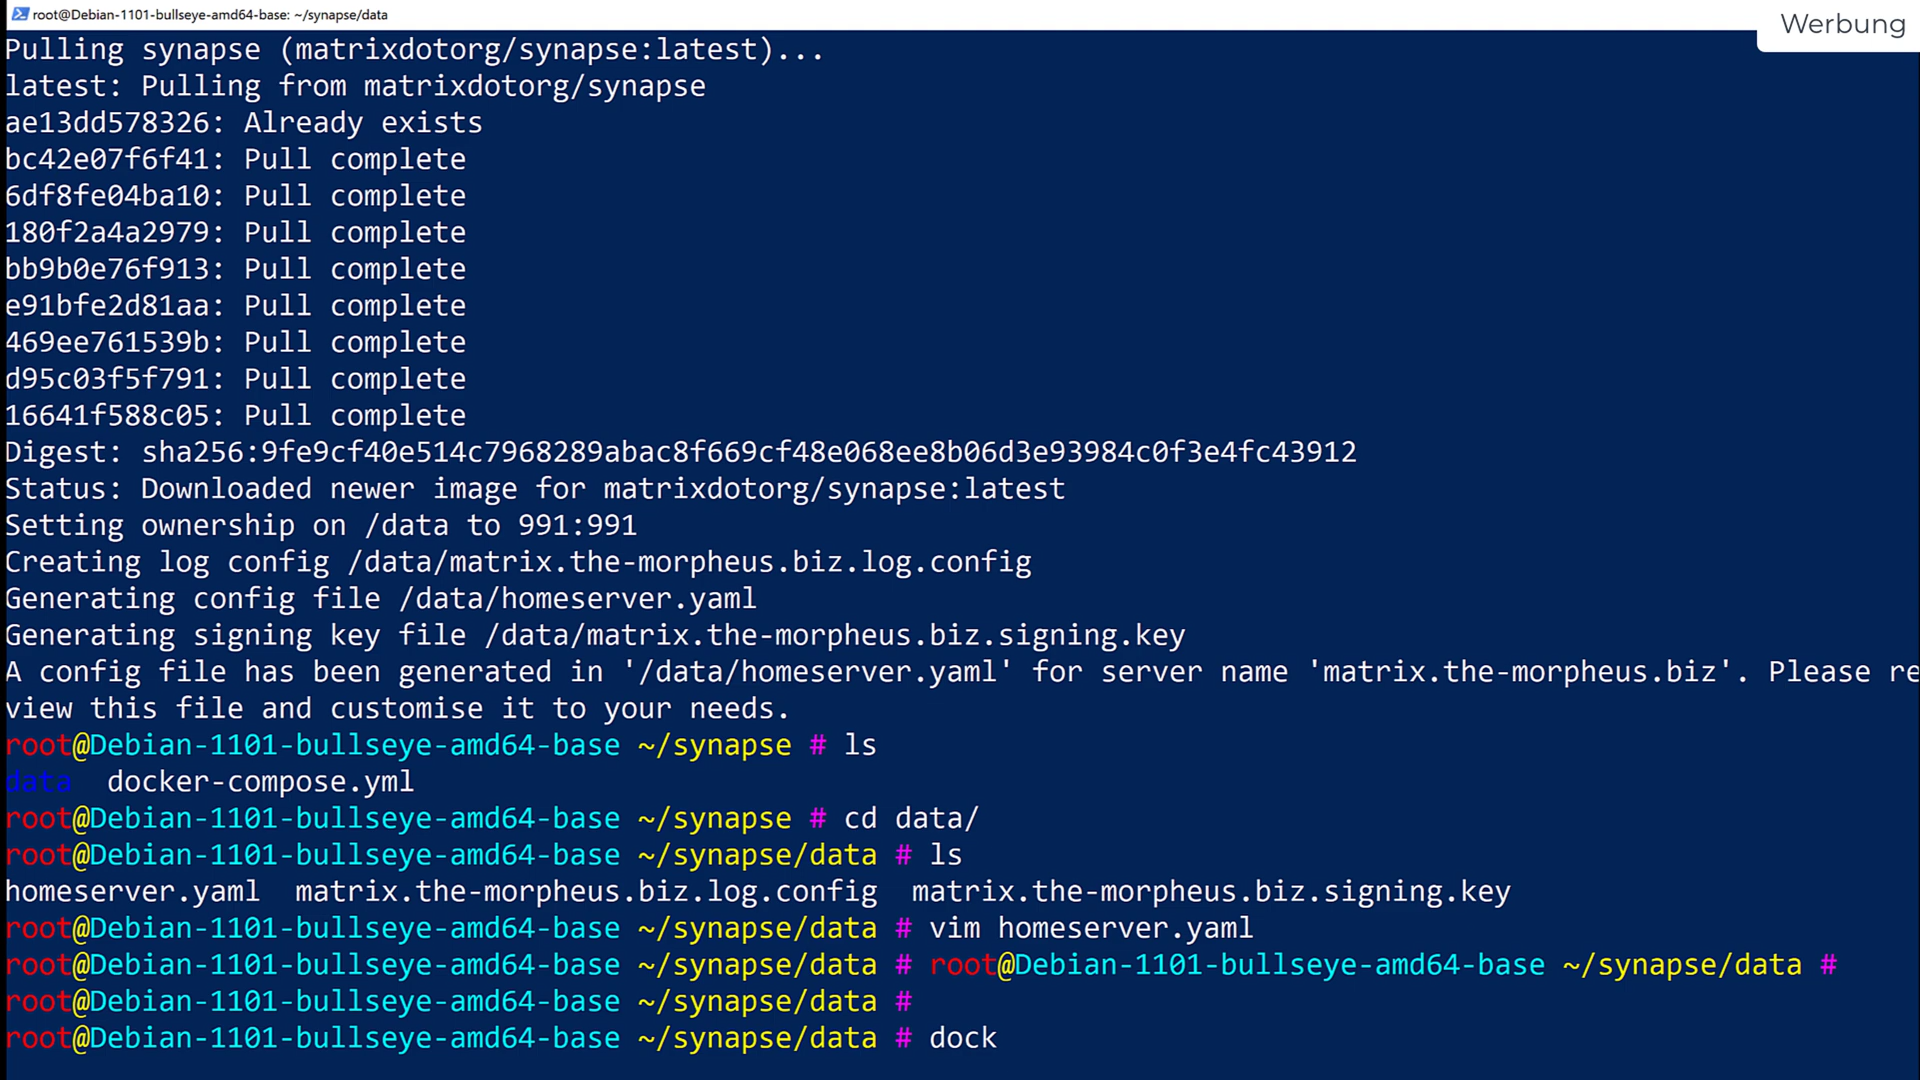 root@Debian-1101-bullseye-amd64-base: ~/synapse/data
Werbung
Pulling synapse (matrixdotorg/synapse:latest)...
latest: Pulling from matrixdotorg/synapse
ae13dd578326: Already exists
bc42e07f6f41: Pull complete
6df8fe04ba10: Pull complete
180f2a4a2979: Pull complete
bb9b0e76f913: Pull complete
e91bfe2d81aa: Pull complete
469ee761539b: Pull complete
d95c03f5f791: Pull complete
16641f588c05: Pull complete
Digest: sha256:9fe9cf40e514c7968289abac8f669cf48e068ee8b06d3e93984c0f3e4fc43912
Status: Downloaded newer image for matrixdotorg/synapse:latest
Setting ownership on /data to 991:991
Creating log config /data/matrix.the-morpheus.biz.log.config
Generating config file /data/homeserver.yaml
Generating signing key file /data/matrix.the-morpheus.biz.signing.key
A config file has been generated in '/data/homeserver.yaml' for server name 'matrix.the-morpheus.biz'. Please re
view this file and customise it to your needs.
root@Debian-1101-bullseye-amd64-base ~/synapse # ls
data  docker-compose.yml
root@Debian-1101-bullseye-amd64-base ~/synapse # cd data/
root@Debian-1101-bullseye-amd64-base ~/synapse/data # ls
homeserver.yaml  matrix.the-morpheus.biz.log.config  matrix.the-morpheus.biz.signing.key
root@Debian-1101-bullseye-amd64-base ~/synapse/data # vim homeserver.yaml
root@Debian-1101-bullseye-amd64-base ~/synapse/data # root@Debian-1101-bullseye-amd64-base ~/synapse/data #
root@Debian-1101-bullseye-amd64-base ~/synapse/data #
root@Debian-1101-bullseye-amd64-base ~/synapse/data # dock